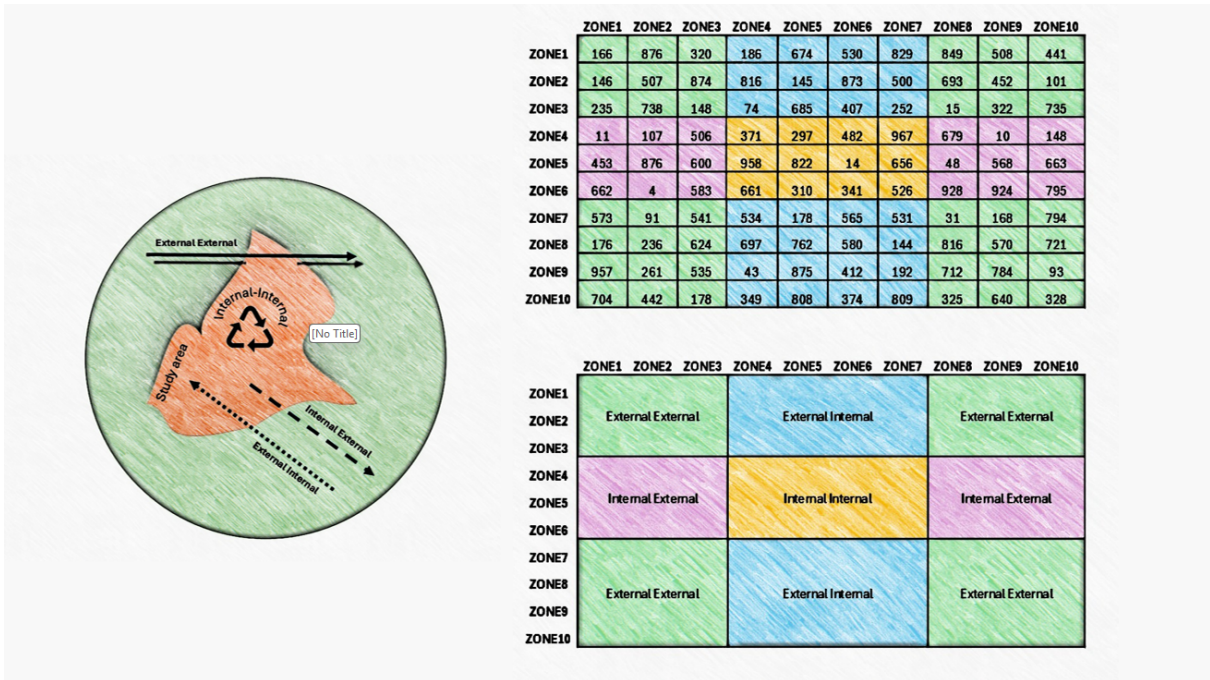 External External
Internal-Internal
[No Title]
Study area
Internal External
External Internal
ZONE1 ZONE2 ZONE3 ZONE4 ZONE5 ZONE6 ZONE7 ZONE8 ZONE9 ZONE10
ZONE1 166 876 320 186 674 530 829 849 508 441
ZONE2 146 507 874 816 145 873 500 693 452 101
ZONE3 235 738 148 74 685 407 252 15 322 735
ZONE4 11 107 506 371 297 482 967 679 10 148
ZONE5 453 876 600 958 822 14 656 48 568 663
ZONE6 662 4 583 661 310 341 526 928 924 795
ZONE7 573 91 541 534 178 565 531 31 168 794
ZONE8 176 236 624 697 762 580 144 816 570 721
ZONE9 957 261 535 43 875 412 192 712 784 93
ZONE10 704 442 178 349 808 374 809 325 640 328
ZONE1 ZONE2 ZONE3 ZONE4 ZONE5 ZONE6 ZONE7 ZONE8 ZONE9 ZONE10
ZONE1
ZONE2 External External External Internal External External
ZONE3
ZONE4
ZONE5 Internal External Internal Internal Internal External
ZONE6
ZONE7
ZONE8 External External External Internal External External
ZONE9
ZONE10